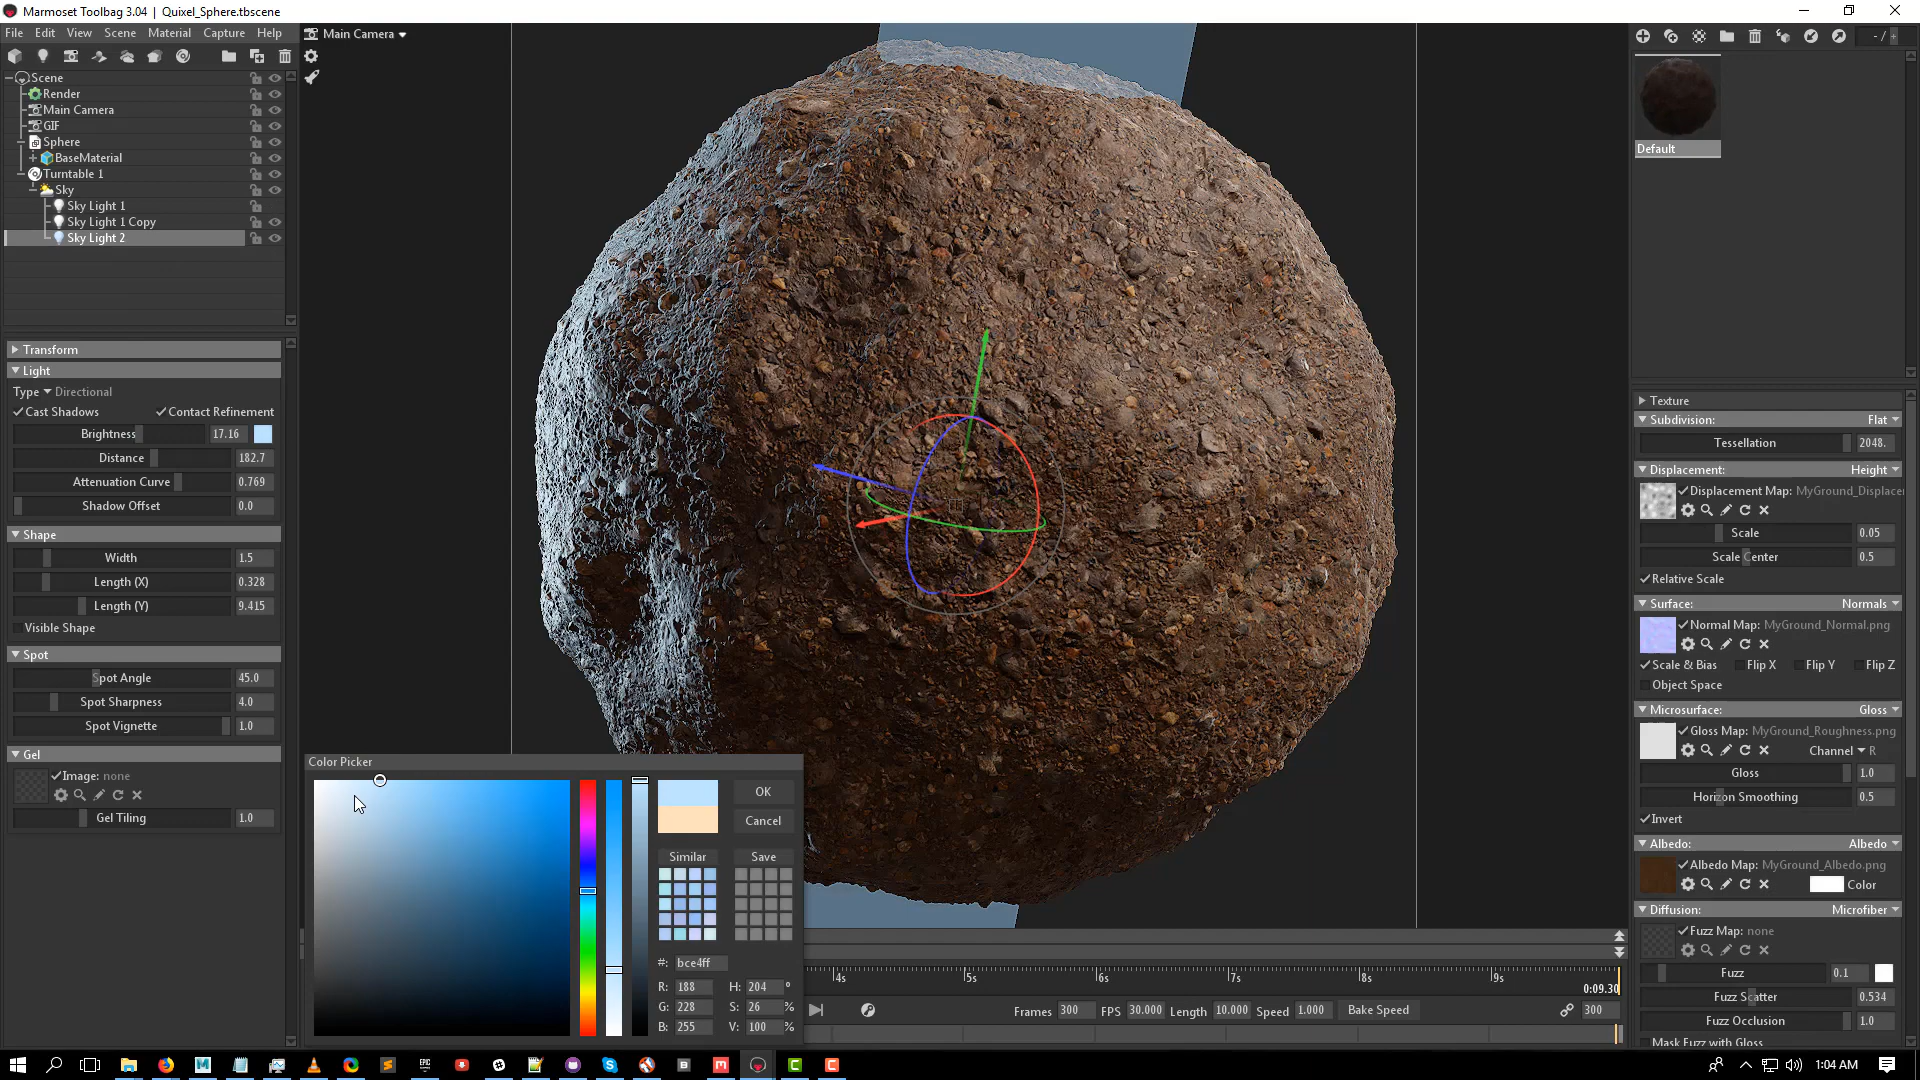 Marmoset Toolbag 3.04 | Quixel_Sphere.tbscene
File Edit View Scene Material Capture Help
Main Camera
- /
Scene
Render
Main Camera
GIF
Sphere
BaseMaterial
Turntable 1
Sky
Sky Light 1
Sky Light 1 Copy
Sky Light 2
Default
Transform
Light
Type Directional
Cast Shadows Contact Refinement
Brightness 17.16
Distance 182.7
Attenuation Curve 0.769
Shadow Offset 0.0
Shape
Width 1.5
Length (X) 0.328
Length (Y) 9.415
Visible Shape
Spot
Spot Angle 45.0
Spot Sharpness 4.0
Spot Vignette 1.0
Gel
Image: none
Gel Tiling 1.0
Color Picker
OK
Cancel
Similar Save
#: bce4ff
R: 188 H: 204 °
G: 228 S: 26 %
B: 255 V: 100 %
4s 5s 6s 7s 8s 9s
0:09.30
Frames 300 FPS 30.000 Length 10.000 Speed 1.000 Bake Speed 300
Texture
Subdivision: Flat
Tessellation 2048.
Displacement: Height
Displacement Map: MyGround_Displacer
Scale 0.05
Scale Center 0.5
Relative Scale
Surface: Normals
Normal Map: MyGround_Normal.png
Scale & Bias Flip X Flip Y Flip Z
Object Space
Microsurface: Gloss
Gloss Map: MyGround_Roughness.png
Channel R
Gloss 1.0
Horizon Smoothing 0.5
Invert
Albedo: Albedo
Albedo Map: MyGround_Albedo.png
Color
Diffusion: Microfiber
Fuzz Map: none
Fuzz 0.1
Fuzz Scatter 0.534
Fuzz Occlusion 1.0
Mask Fuzz with Gloss
1:04 AM